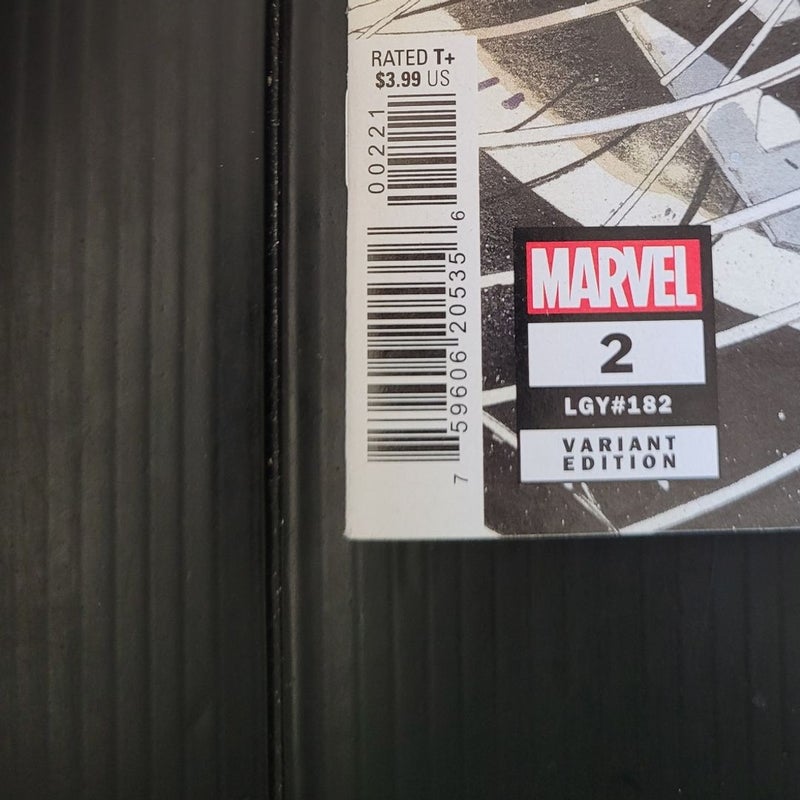 RATED T+
$3.99 US
00221
7 59606 20535 6
MARVEL
2
LGY#182
VARIANT
EDITION